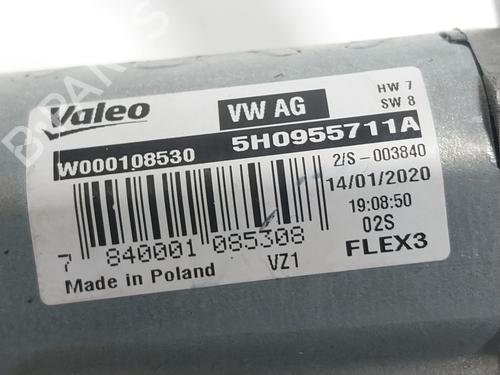 Valeo
VW AG
HW 7
SW 8
W000108530
5H0955711A
2/S - 003840
14/01/2020
19:08:50
02S
FLEX3
7 840001 085308
VZ1
Made in Poland
B-PARTS